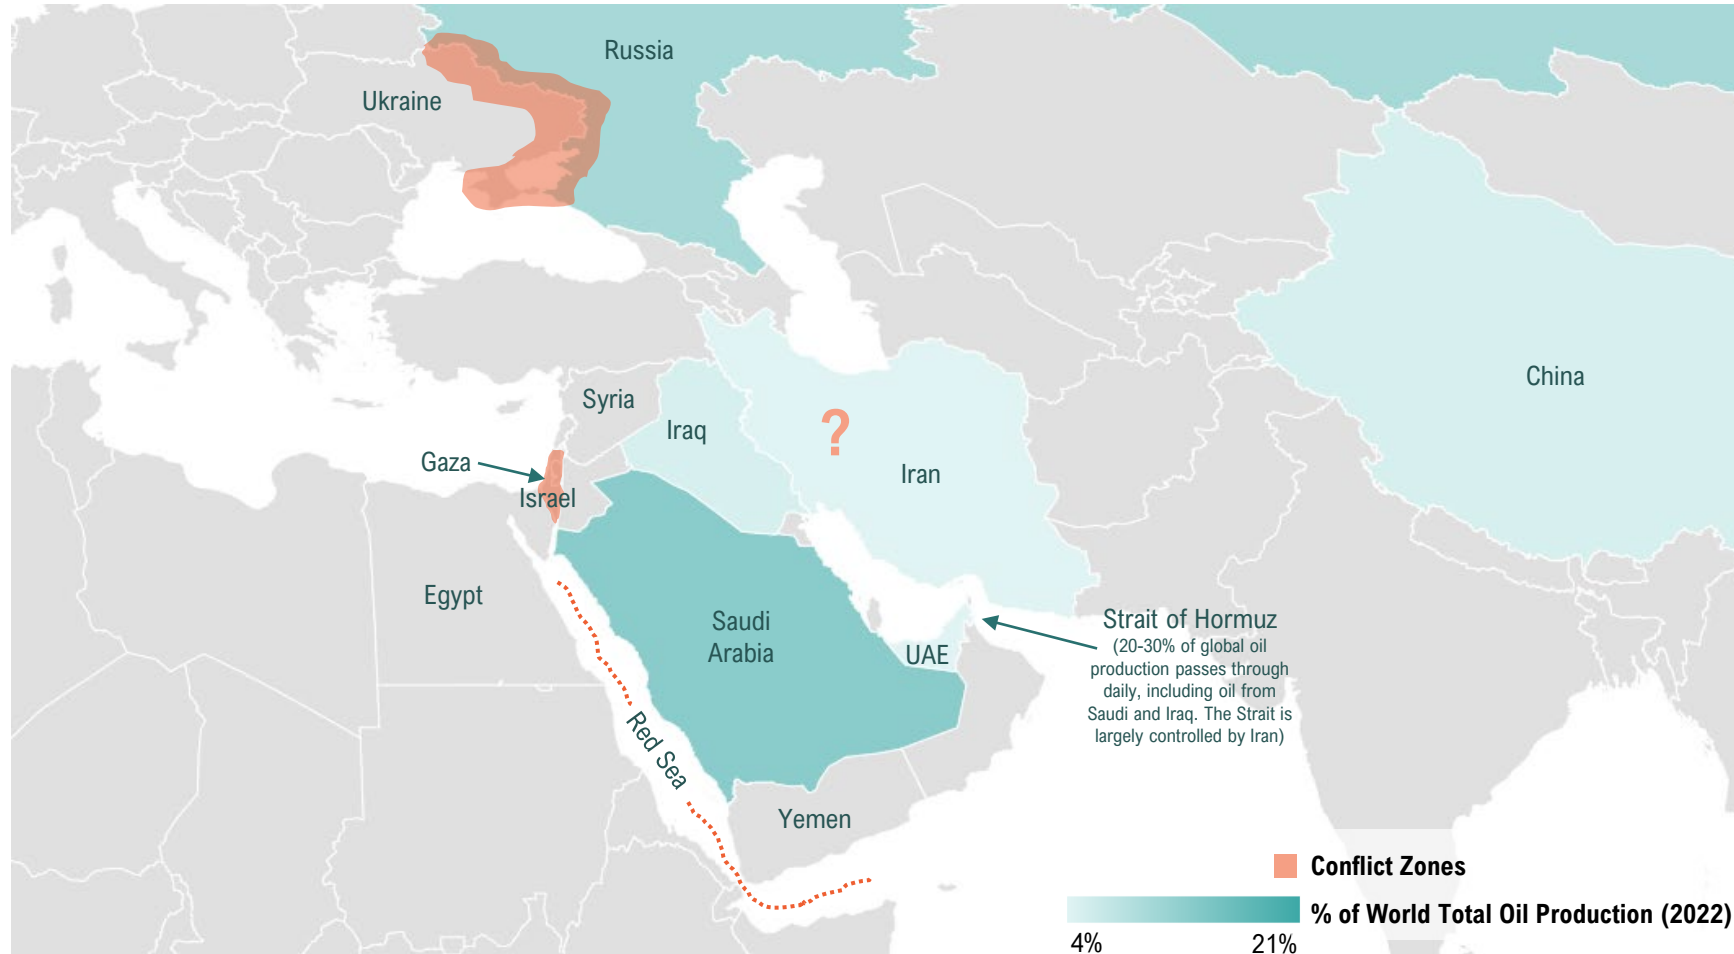 Russia
Ukraine
China
Syria
Iraq
?
Gaza
Iran
Israel
Egypt
Saudi
Arabia
Strait of Hormuz
(20-30% of global oil
production passes through
daily, including oil from
Saudi and Iraq. The Strait is
largely controlled by Iran)
UAE
Red Sea
Yemen
Conflict Zones
% of World Total Oil Production (2022)
4%
21%